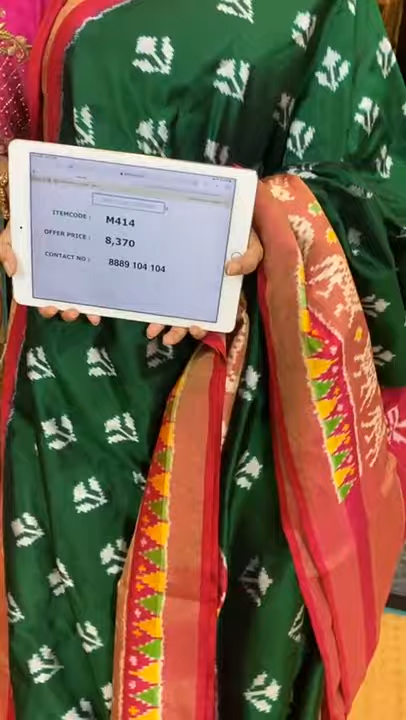 ITEMCODE : M414
OFFER PRICE : 8,370
CONTACT NO : 8889 104 104